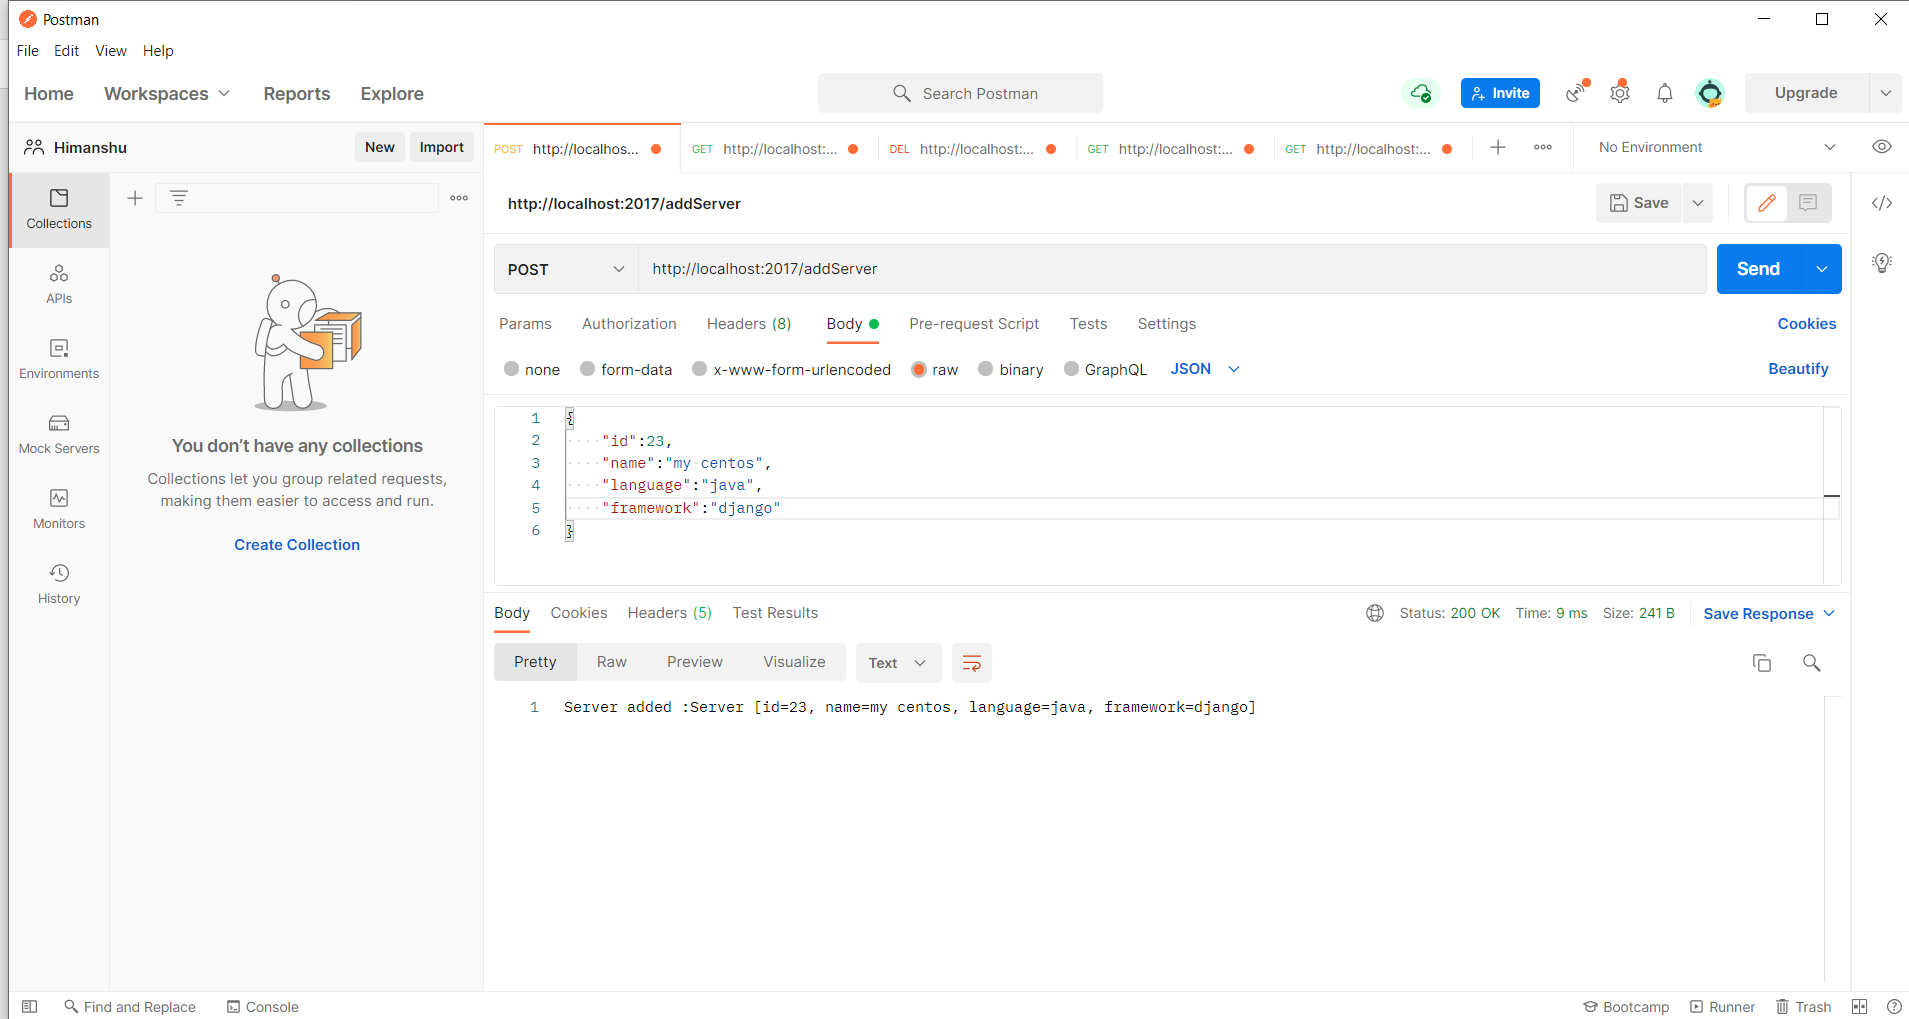 Postman
File Edit View Help
Home Workspaces Reports Explore Search Postman Invite Upgrade
Himanshu New Import
POST http://localhos... GET http://localhost:... DEL http://localhost:... GET http://localhost:... GET http://localhost:... No Environment
Collections
APIs
Environments
Mock Servers
Monitors
History
You don't have any collections
Collections let you group related requests,
making them easier to access and run.
Create Collection
http://localhost:2017/addServer Save
POST http://localhost:2017/addServer Send
Params Authorization Headers (8) Body Pre-request Script Tests Settings Cookies
none form-data x-www-form-urlencoded raw binary GraphQL JSON Beautify
1 {
2 "id":23,
3 "name":"my centos",
4 "language":"java",
5 "framework":"django"
6 }
Body Cookies Headers (5) Test Results Status: 200 OK Time: 9 ms Size: 241 B Save Response
Pretty Raw Preview Visualize Text
1 Server added :Server [id=23, name=my centos, language=java, framework=django]
Find and Replace Console Bootcamp Runner Trash